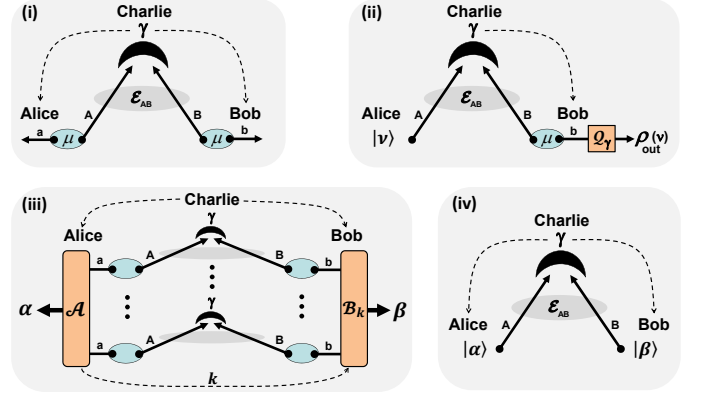 (i)
Charlie
γ
Alice
Bob
A
ℰ_AB
B
a
μ
μ
b
(ii)
Charlie
γ
Alice
Bob
A
ℰ_AB
B
|ν⟩
μ
b
𝒬_γ
ρ_out(ν)
(iii)
Charlie
Alice
γ
Bob
a
A
B
b
α
𝒜
γ
ℬ_k
β
a
A
B
b
k
(iv)
Charlie
γ
Alice
Bob
A
ℰ_AB
B
|α⟩
|β⟩